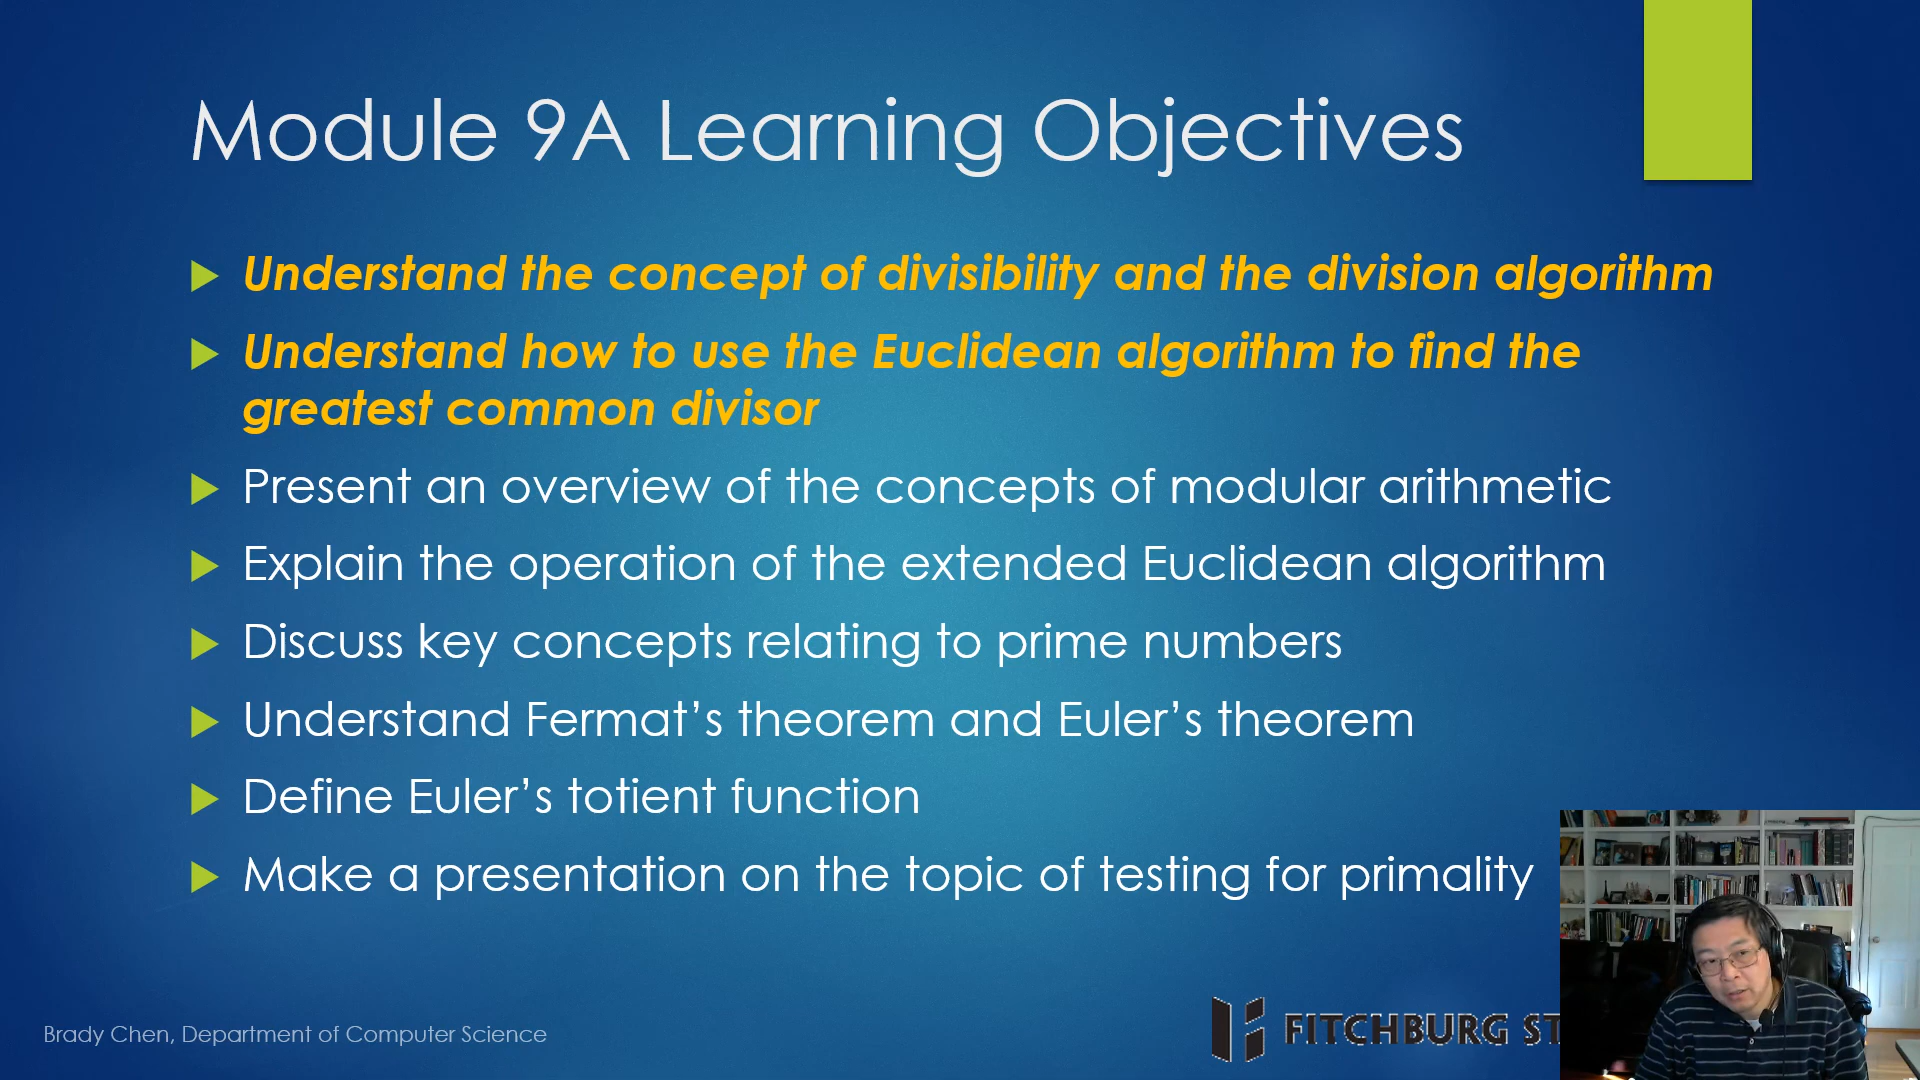 Module 9A Learning Objectives
Understand the concept of divisibility and the division algorithm
Understand how to use the Euclidean algorithm to find the
greatest common divisor
Present an overview of the concepts of modular arithmetic
Explain the operation of the extended Euclidean algorithm
Discuss key concepts relating to prime numbers
Understand Fermat’s theorem and Euler’s theorem
Define Euler’s totient function
Make a presentation on the topic of testing for primality
Brady Chen, Department of Computer Science
FITCHBURG ST